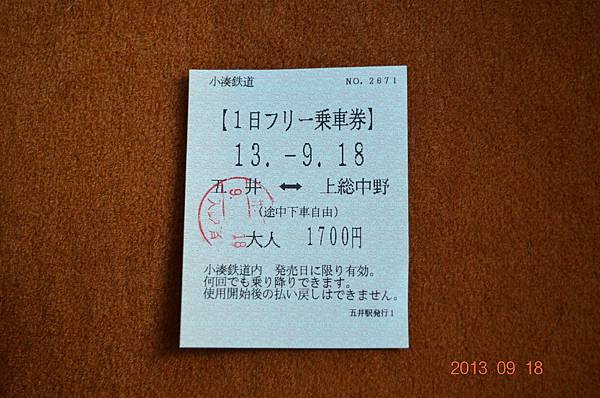 小湊鉄道 NO. 2671
【1日フリー乗車券】
13. -9. 18
五井 ⬌ 上総中野
(途中下車自由)
大人 1700円
小湊鉄道内 発売日に限り有効。
何回でも乗り降りできます。
使用開始後の払い戻しはできません。
五井駅発行1
2013 09 18